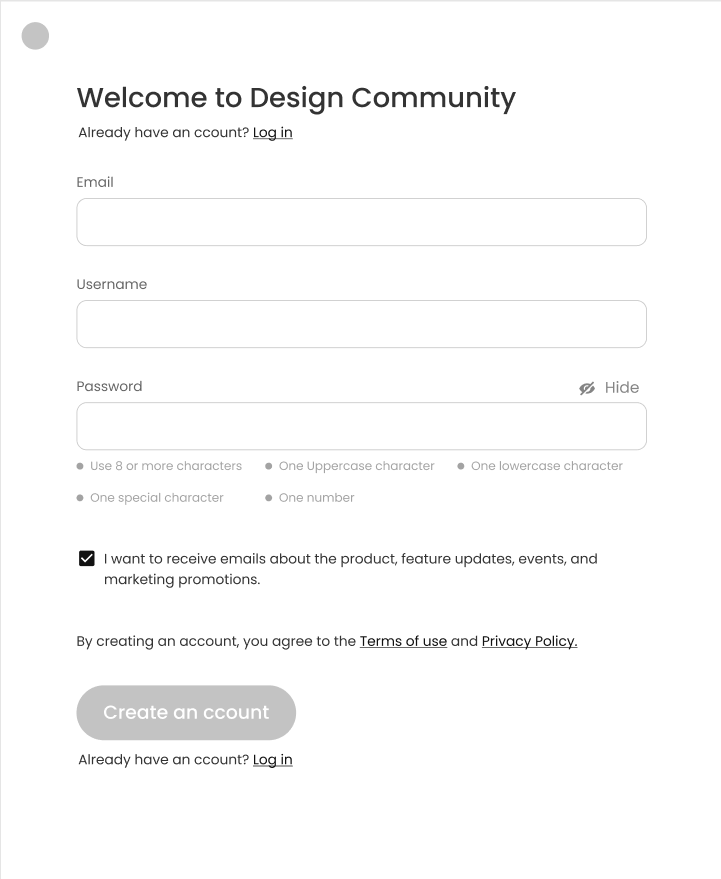 Welcome to Design Community
Already have an ccount? Log in
Email
Username
Password
Hide
Use 8 or more characters
One Uppercase character
One lowercase character
One special character
One number
I want to receive emails about the product, feature updates, events, and
marketing promotions.
By creating an account, you agree to the Terms of use and Privacy Policy.
Create an ccount
Already have an ccount? Log in